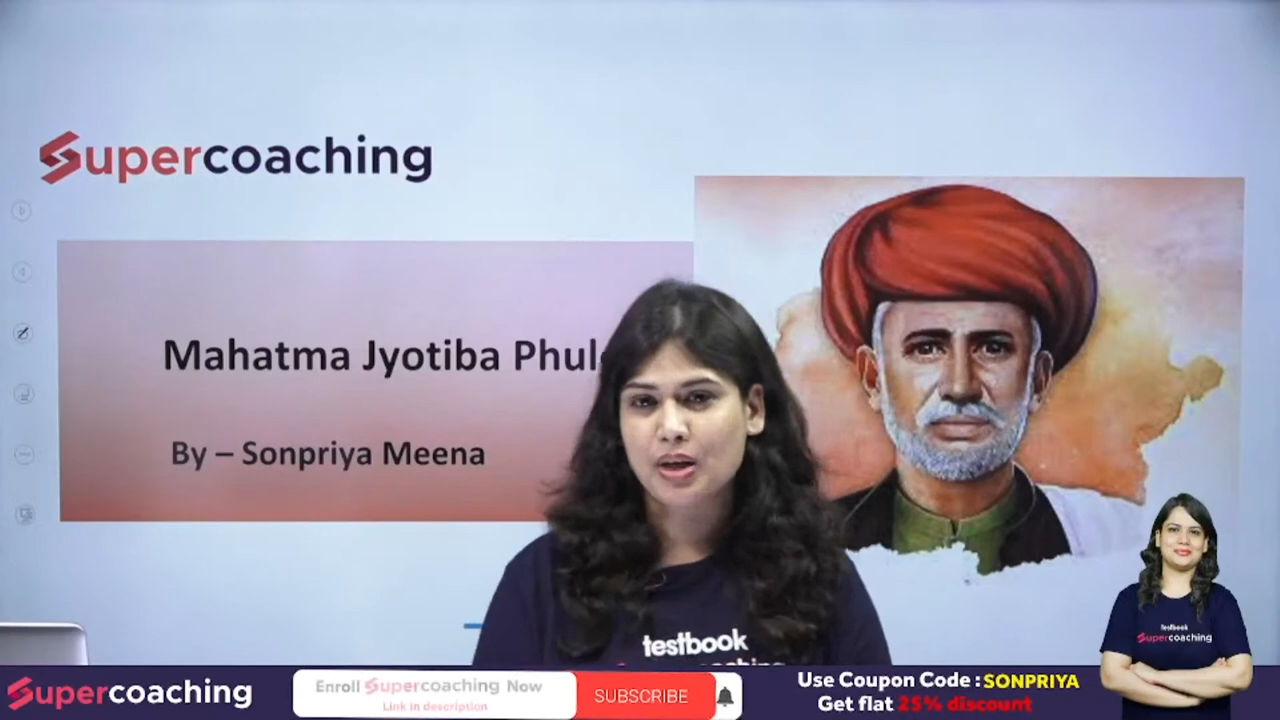 Supercoaching
Mahatma Jyotiba Phul
By – Sonpriya Meena
testbook
testbook
Supercoaching
Supercoaching
Enroll Supercoaching Now
Link in description
SUBSCRIBE
Use Coupon Code : SONPRIYA
Get flat 25% discount